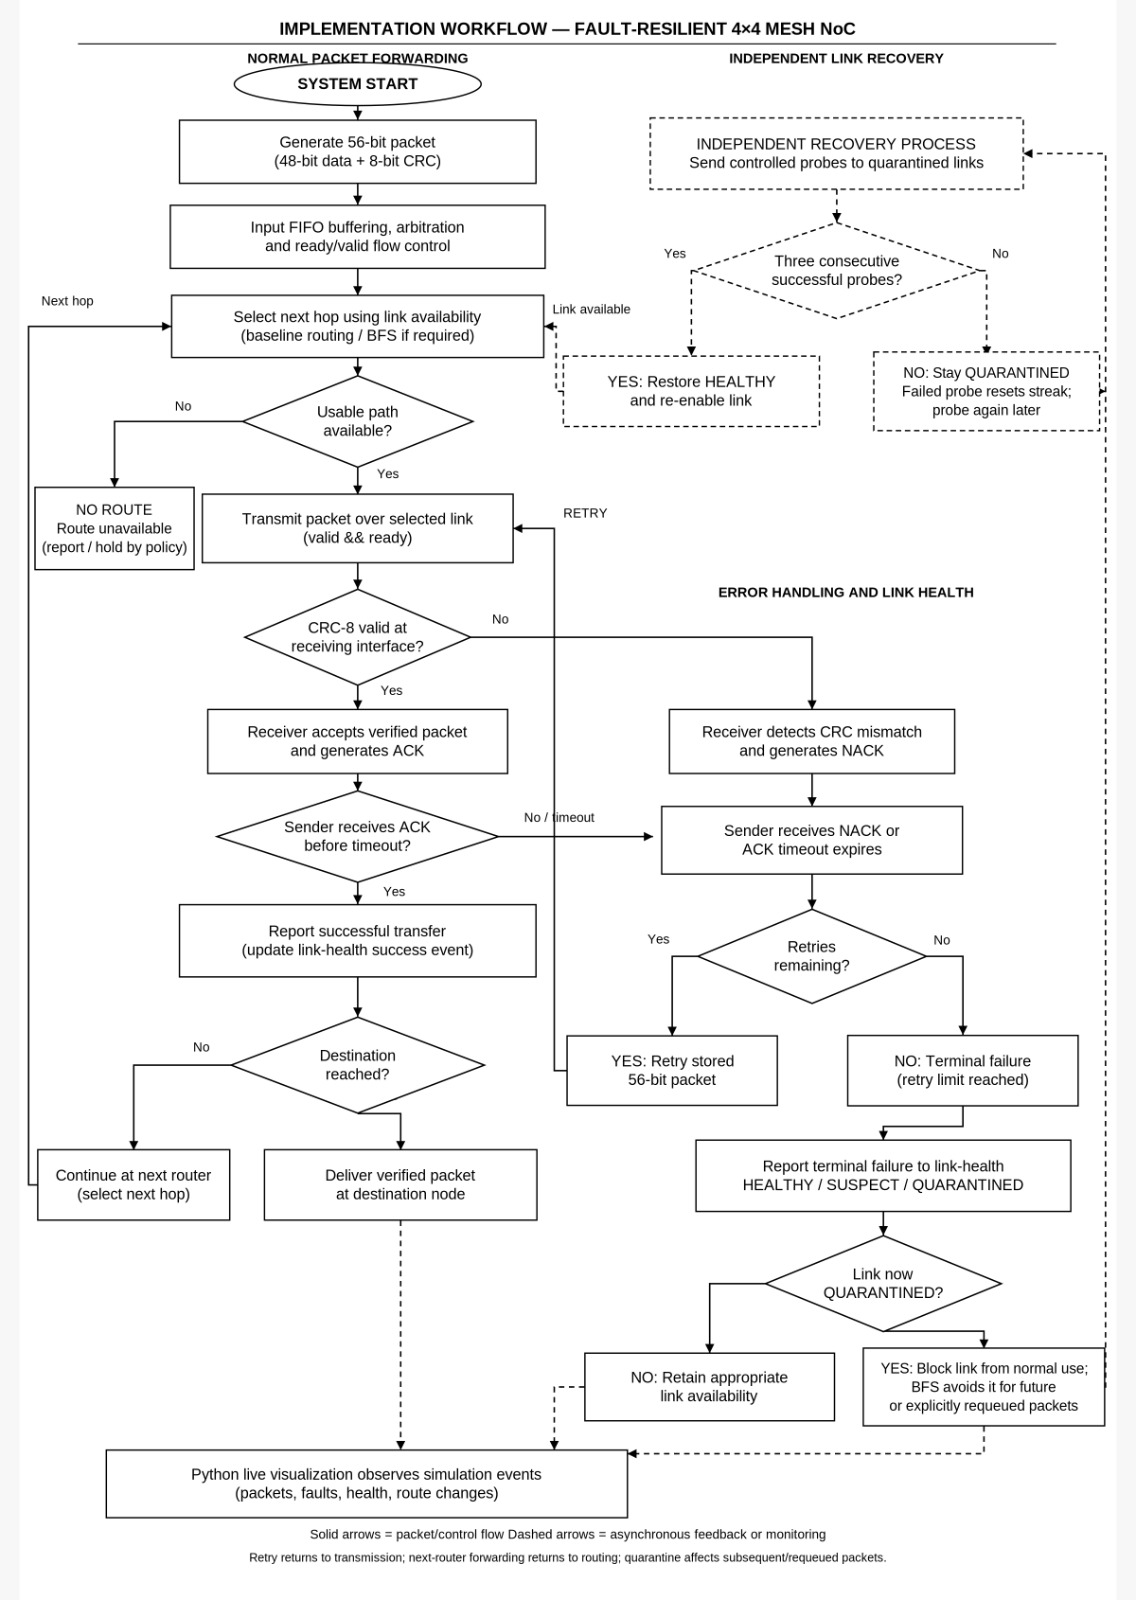 IMPLEMENTATION WORKFLOW — FAULT-RESILIENT 4×4 MESH NoC
NORMAL PACKET FORWARDING
INDEPENDENT LINK RECOVERY
SYSTEM START
Generate 56-bit packet
(48-bit data + 8-bit CRC)
INDEPENDENT RECOVERY PROCESS
Send controlled probes to quarantined links
Input FIFO buffering, arbitration
and ready/valid flow control
Yes
Three consecutive
successful probes?
No
Next hop
Select next hop using link availability
(baseline routing / BFS if required)
Link available
YES: Restore HEALTHY
and re-enable link
NO: Stay QUARANTINED
Failed probe resets streak;
probe again later
No
Usable path
available?
Yes
NO ROUTE
Route unavailable
(report / hold by policy)
Transmit packet over selected link
(valid && ready)
RETRY
ERROR HANDLING AND LINK HEALTH
CRC-8 valid at
receiving interface?
No
Yes
Receiver accepts verified packet
and generates ACK
Receiver detects CRC mismatch
and generates NACK
Sender receives ACK
before timeout?
No / timeout
Sender receives NACK or
ACK timeout expires
Yes
Report successful transfer
(update link-health success event)
Yes
Retries
remaining?
No
No
Destination
reached?
YES: Retry stored
56-bit packet
NO: Terminal failure
(retry limit reached)
Continue at next router
(select next hop)
Deliver verified packet
at destination node
Report terminal failure to link-health
HEALTHY / SUSPECT / QUARANTINED
Link now
QUARANTINED?
NO: Retain appropriate
link availability
YES: Block link from normal use;
BFS avoids it for future
or explicitly requeued packets
Python live visualization observes simulation events
(packets, faults, health, route changes)
Solid arrows = packet/control flow Dashed arrows = asynchronous feedback or monitoring
Retry returns to transmission; next-router forwarding returns to routing; quarantine affects subsequent/requeued packets.